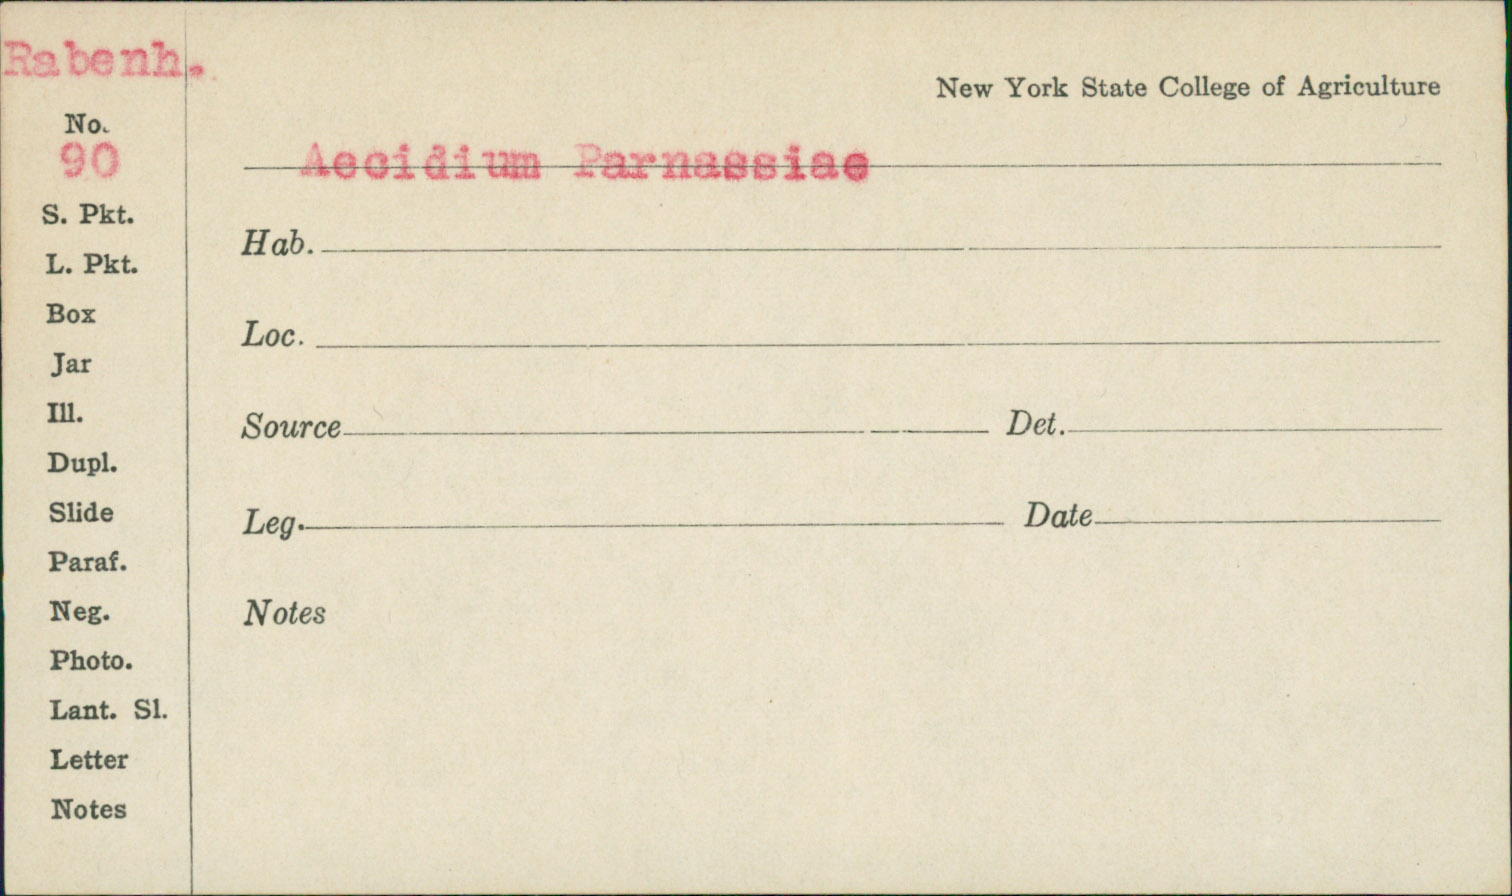 Rabenh.
New York State College of Agriculture
No.
90
Aecidium Parnassiae
S. Pkt.
L. Pkt.
Box
Jar
Ill.
Dupl.
Slide
Paraf.
Neg.
Photo.
Lant. Sl.
Letter
Notes
Hab.
Loc.
Source Det.
Leg. Date
Notes